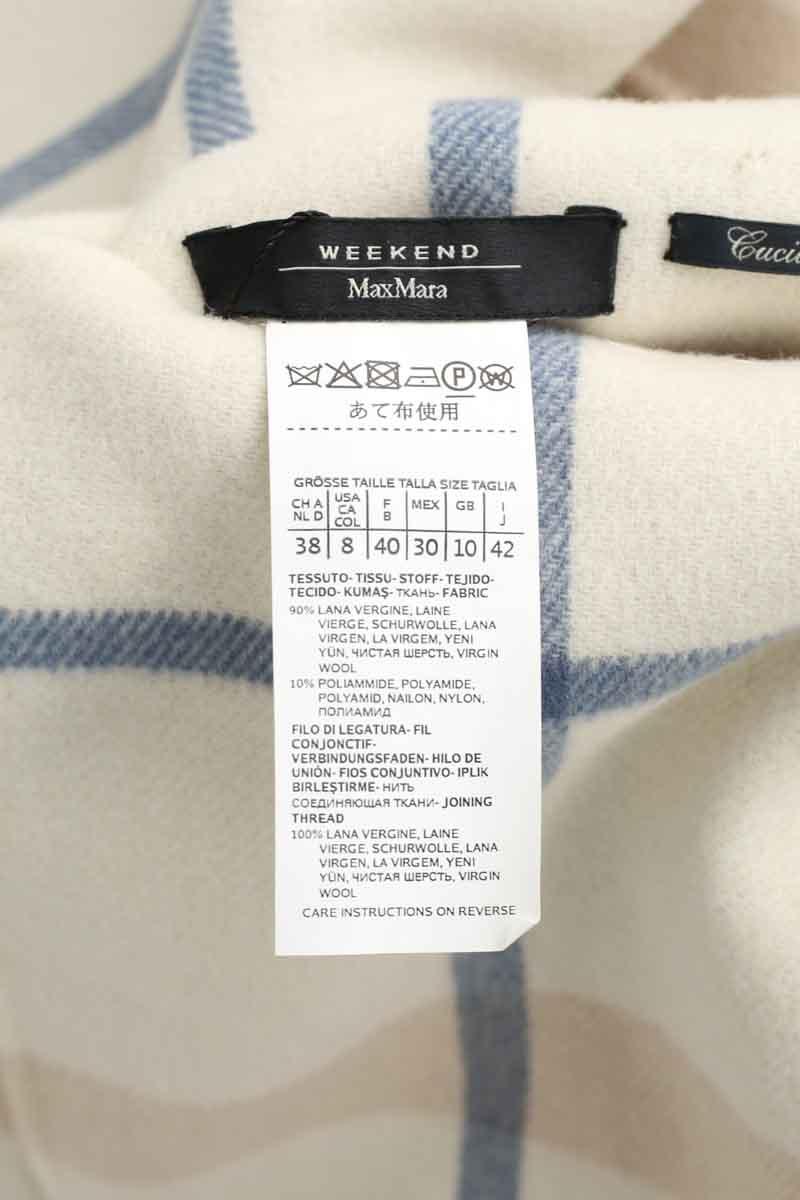 WEEKEND
MaxMara
P W
あて布使用
GRÖSSE TAILLE TALLA SIZE TAGLIA
CH A NL D USA CA COL F B MEX GB I J
38 8 40 30 10 42
TESSUTO- TISSU- STOFF- TEJIDO-
TECIDO- KUMAŞ- ТКАНЬ- FABRIC
90% LANA VERGINE, LAINE
VIERGE, SCHURWOLLE, LANA
VIRGEN, LA VIRGEM, YENI
YÜN, ЧИСТАЯ ШЕРСТЬ, VIRGIN
WOOL
10% POLIAMMIDE, POLYAMIDE,
POLYAMID, NAILON, NYLON,
ПОЛИАМИД
FILO DI LEGATURA- FIL
CONJONCTIF-
VERBINDUNGSFADEN- HILO DE
UNIÓN- FIOS CONJUNTIVO- IPLIK
BIRLEŞTIRME- НИТЬ
СОЕДИНЯЮЩАЯ ТКАНИ- JOINING
THREAD
100% LANA VERGINE, LAINE
VIERGE, SCHURWOLLE, LANA
VIRGEN, LA VIRGEM, YENI
YÜN, ЧИСТАЯ ШЕРСТЬ, VIRGIN
WOOL
CARE INSTRUCTIONS ON REVERSE